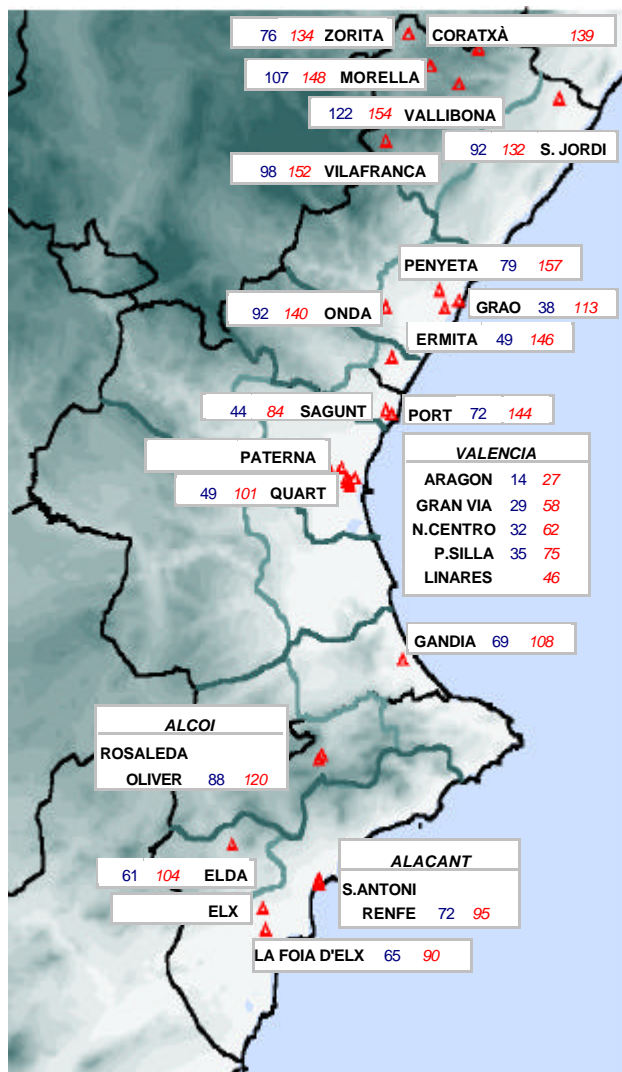 76 134 ZORITA
CORATXÀ 139
107 148 MORELLA
122 154 VALLIBONA
92 132 S. JORDI
98 152 VILAFRANCA
PENYETA 79 157
92 140 ONDA
GRAO 38 113
ERMITA 49 146
44 84 SAGUNT
PORT 72 144
PATERNA
49 101 QUART
VALENCIA
ARAGON 14 27
GRAN VIA 29 58
N.CENTRO 32 62
P.SILLA 35 75
LINARES 46
GANDIA 69 108
ALCOI
ROSALEDA
OLIVER 88 120
61 104 ELDA
ELX
ALACANT
S.ANTONI
RENFE 72 95
LA FOIA D'ELX 65 90